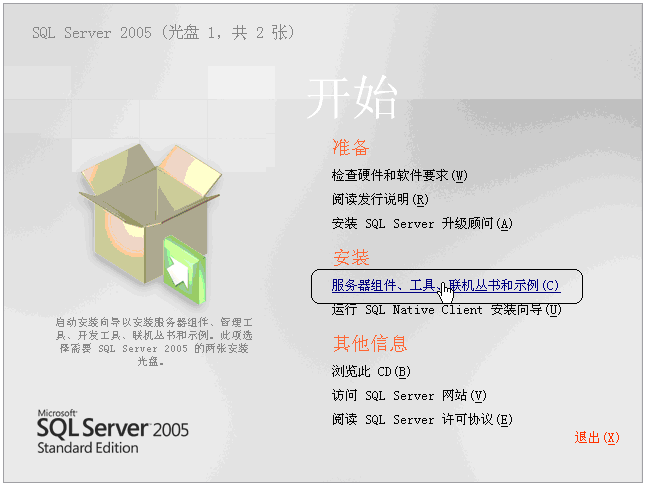 SQL Server 2005 (光盘 1, 共 2 张)
开始
准备
检查硬件和软件要求(W)
阅读发行说明(R)
安装 SQL Server 升级顾问(A)
安装
服务器组件、工具、联机丛书和示例(C)
运行 SQL Native Client 安装向导(U)
其他信息
浏览此 CD(B)
访问 SQL Server 网站(V)
阅读 SQL Server 许可协议(E)
退出(X)
启动安装向导以安装服务器组件、管理工
具、开发工具、联机丛书和示例。此项选
择需要 SQL Server 2005 的两张安装
光盘。
Microsoft
SQL Server 2005
Standard Edition